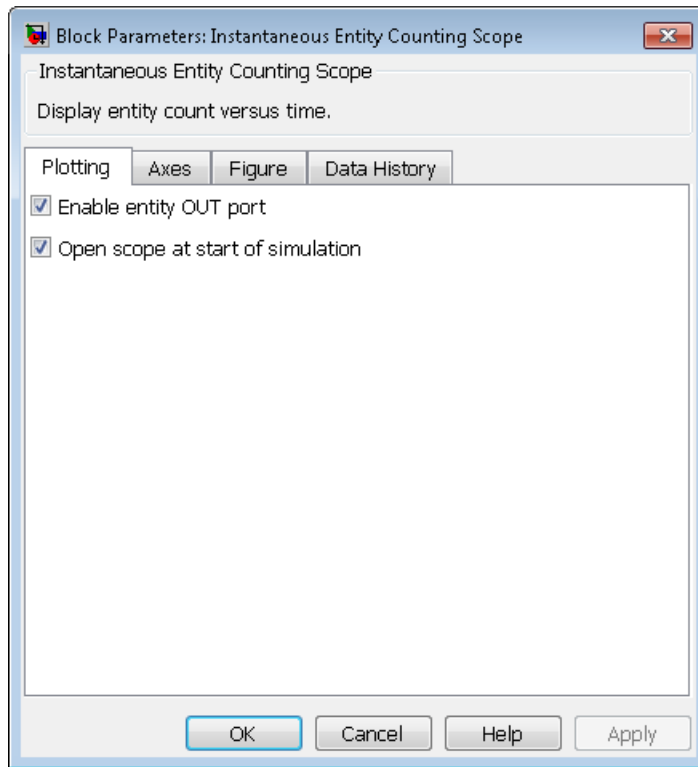 Block Parameters: Instantaneous Entity Counting Scope
Instantaneous Entity Counting Scope
Display entity count versus time.
Plotting Axes Figure Data History
Enable entity OUT port
Open scope at start of simulation
OK Cancel Help Apply